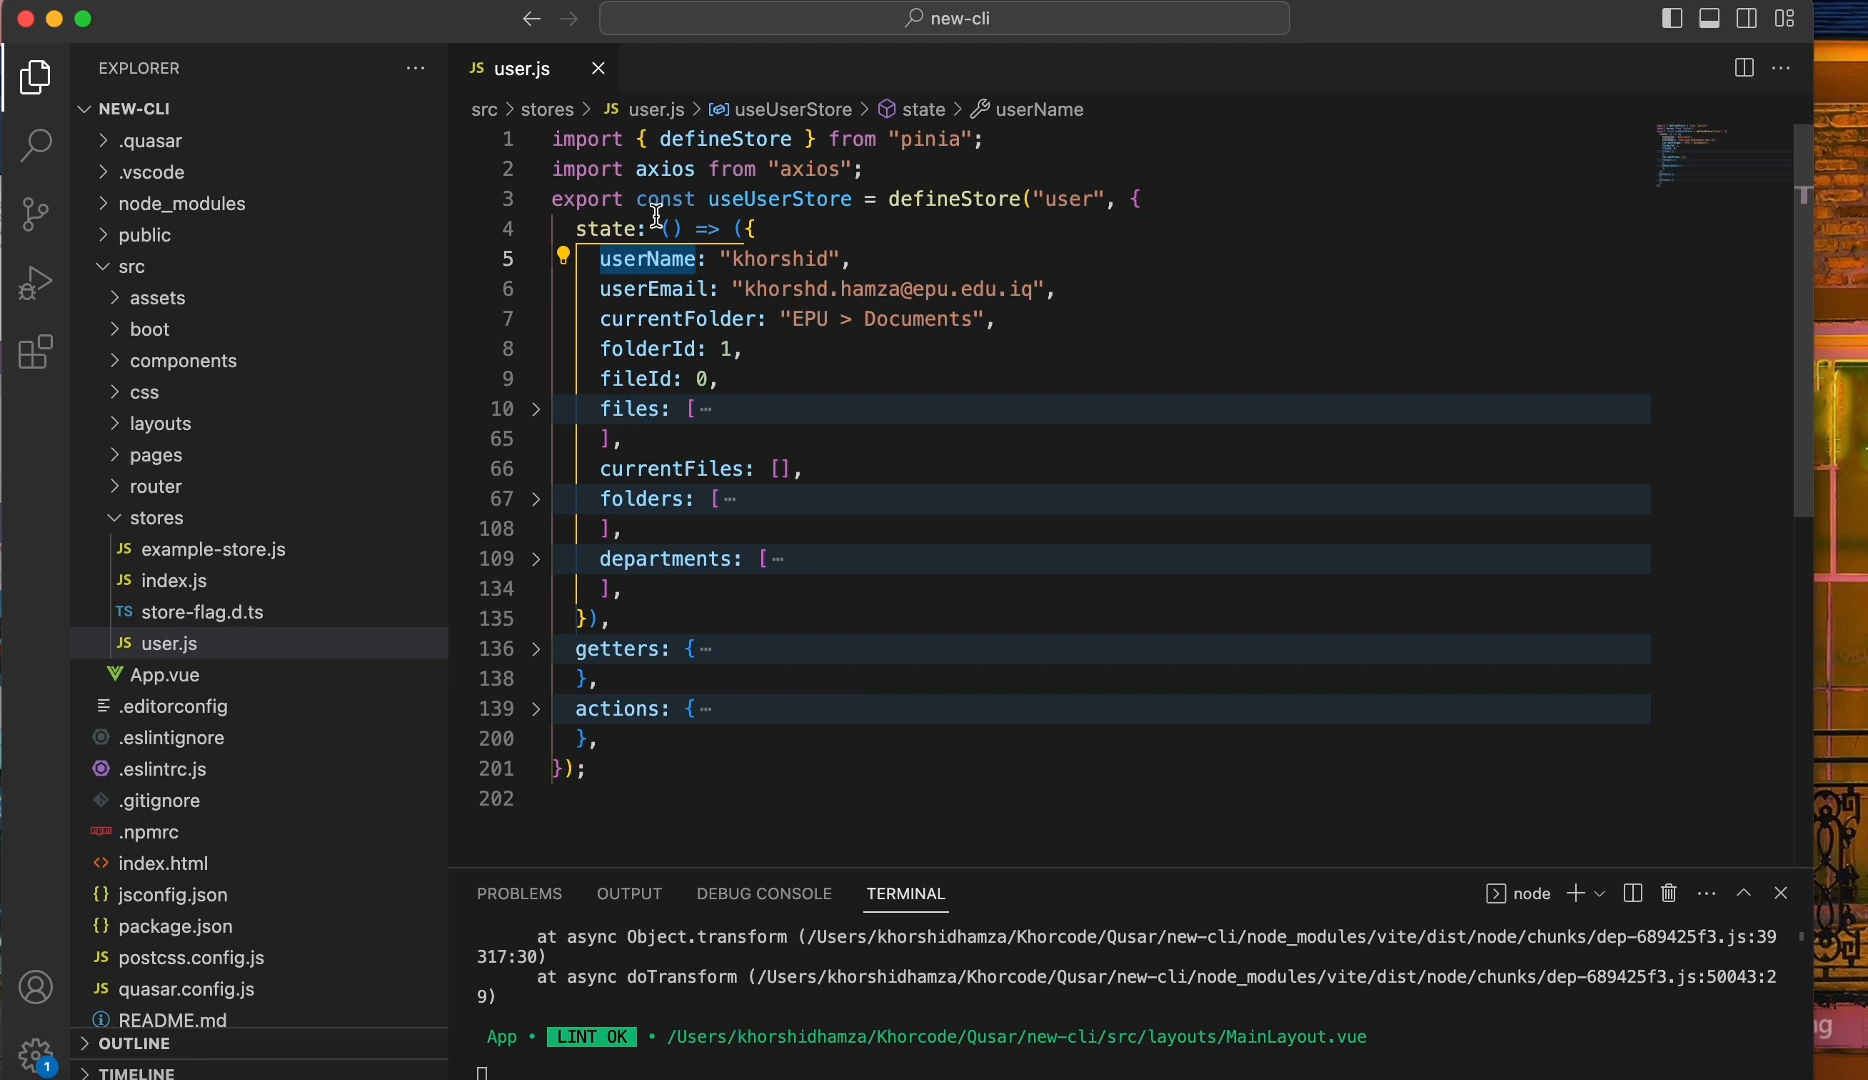 new-cli
EXPLORER
NEW-CLI
.quasar
.vscode
node_modules
public
src
assets
boot
components
css
layouts
pages
router
stores
JS example-store.js
JS index.js
TS store-flag.d.ts
JS user.js
App.vue
.editorconfig
.eslintignore
.eslintrc.js
.gitignore
.npmrc
index.html
{} jsconfig.json
{} package.json
JS postcss.config.js
JS quasar.config.js
README.md
OUTLINE
TIMELINE
1
JS user.js
src > stores > JS user.js > useUserStore > state > userName
1 import { defineStore } from "pinia";
2 import axios from "axios";
3 export const useUserStore = defineStore("user", {
4 state: () => ({
5 userName: "khorshid",
6 userEmail: "khorshd.hamza@epu.edu.iq",
7 currentFolder: "EPU > Documents",
8 folderId: 1,
9 fileId: 0,
10 > files: [⋯
65 ],
66 currentFiles: [],
67 > folders: [⋯
108 ],
109 > departments: [⋯
134 ],
135 }),
136 > getters: {⋯
138 },
139 > actions: {⋯
200 },
201 });
202
PROBLEMS OUTPUT DEBUG CONSOLE TERMINAL
node
at async Object.transform (/Users/khorshidhamza/Khorcode/Qusar/new-cli/node_modules/vite/dist/node/chunks/dep-689425f3.js:39
317:30)
at async doTransform (/Users/khorshidhamza/Khorcode/Qusar/new-cli/node_modules/vite/dist/node/chunks/dep-689425f3.js:50043:2
9)
App • LINT OK • /Users/khorshidhamza/Khorcode/Qusar/new-cli/src/layouts/MainLayout.vue